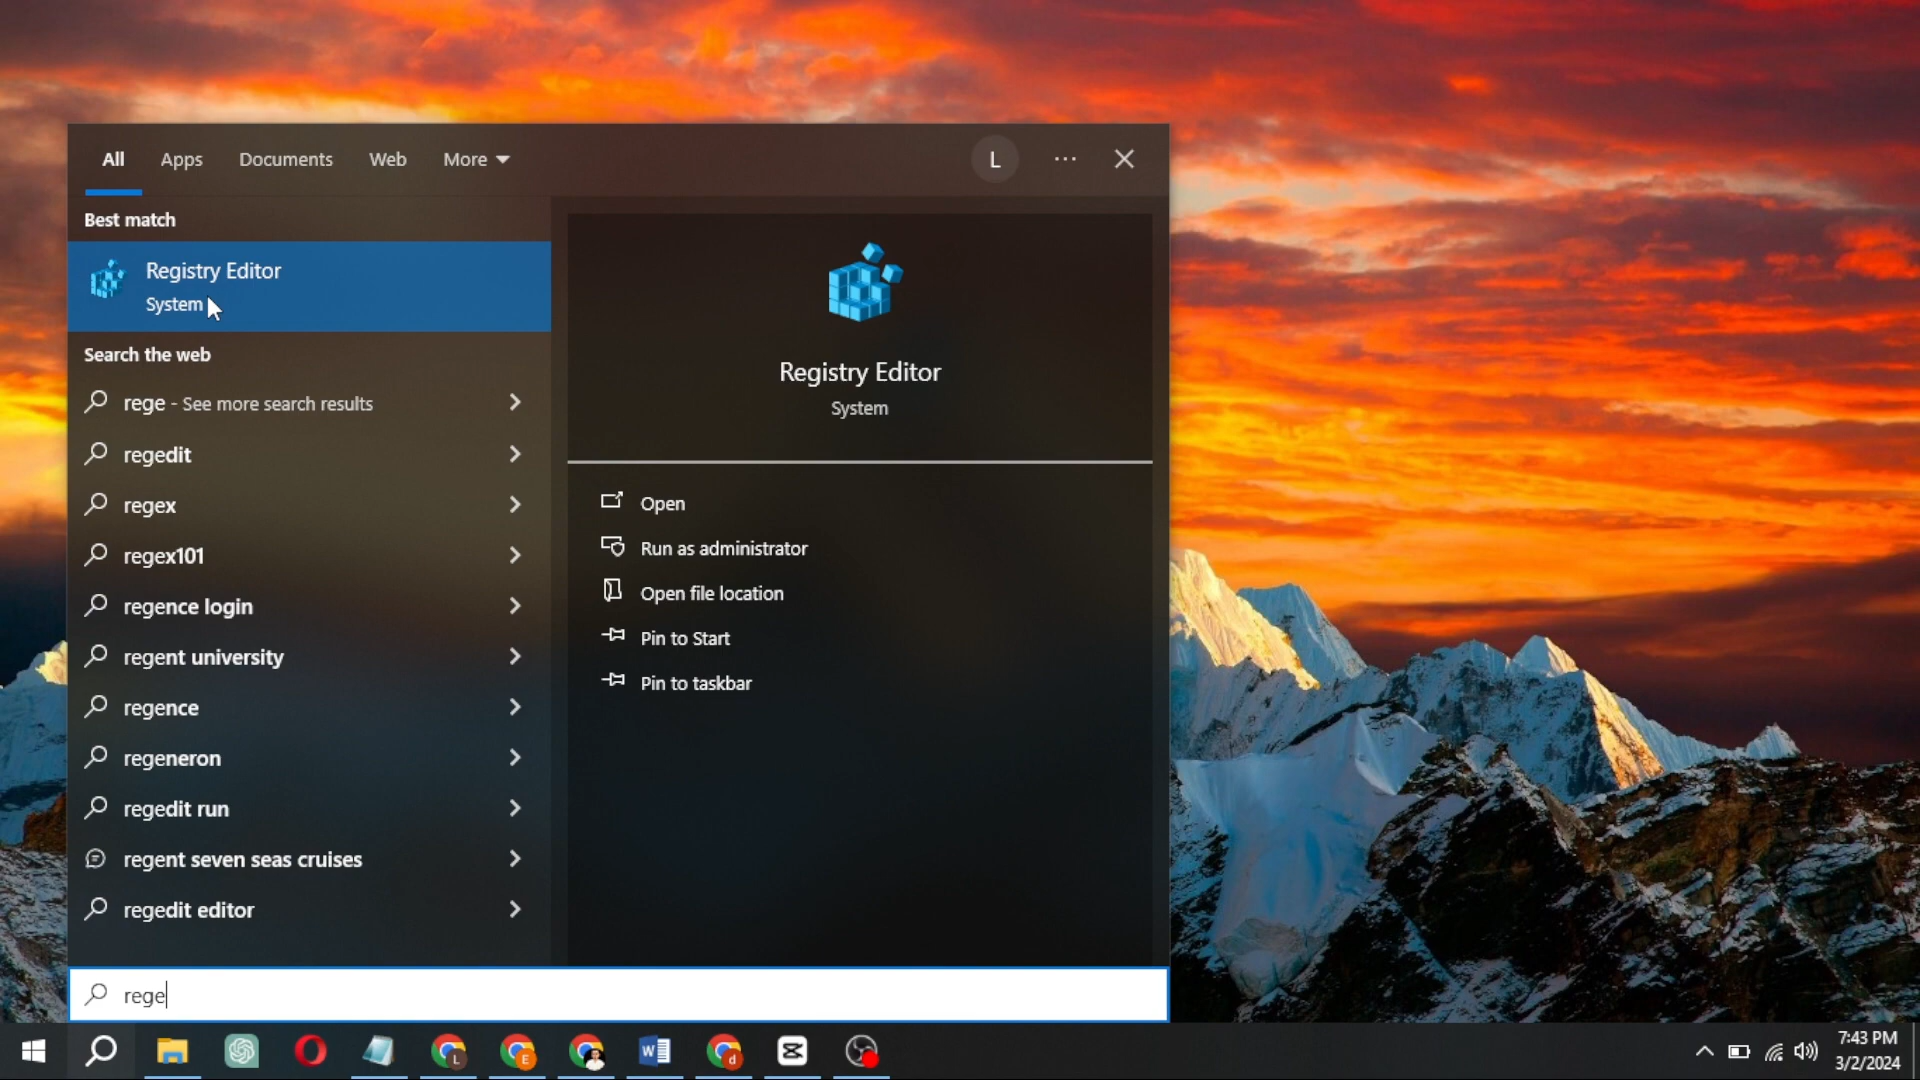 All
Apps
Documents
Web
More
L
Best match
Registry Editor
System
Search the web
rege - See more search results
regedit
regex
regex101
regence login
regent university
regence
regeneron
regedit run
regent seven seas cruises
regedit editor
Registry Editor
System
Open
Run as administrator
Open file location
Pin to Start
Pin to taskbar
rege
L
E
W
d
7:43 PM
3/2/2024